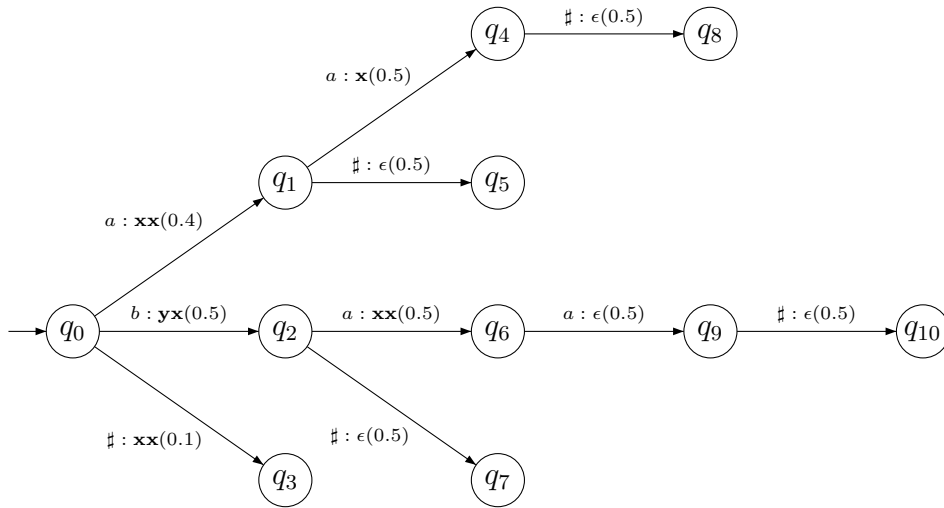 q₄
♯ : ϵ(0.5)
q₈
a : x(0.5)
q₁
♯ : ϵ(0.5)
q₅
a : xx(0.4)
q₀
b : yx(0.5)
q₂
a : xx(0.5)
q₆
a : ϵ(0.5)
q₉
♯ : ϵ(0.5)
q₁₀
♯ : xx(0.1)
♯ : ϵ(0.5)
q₃
q₇